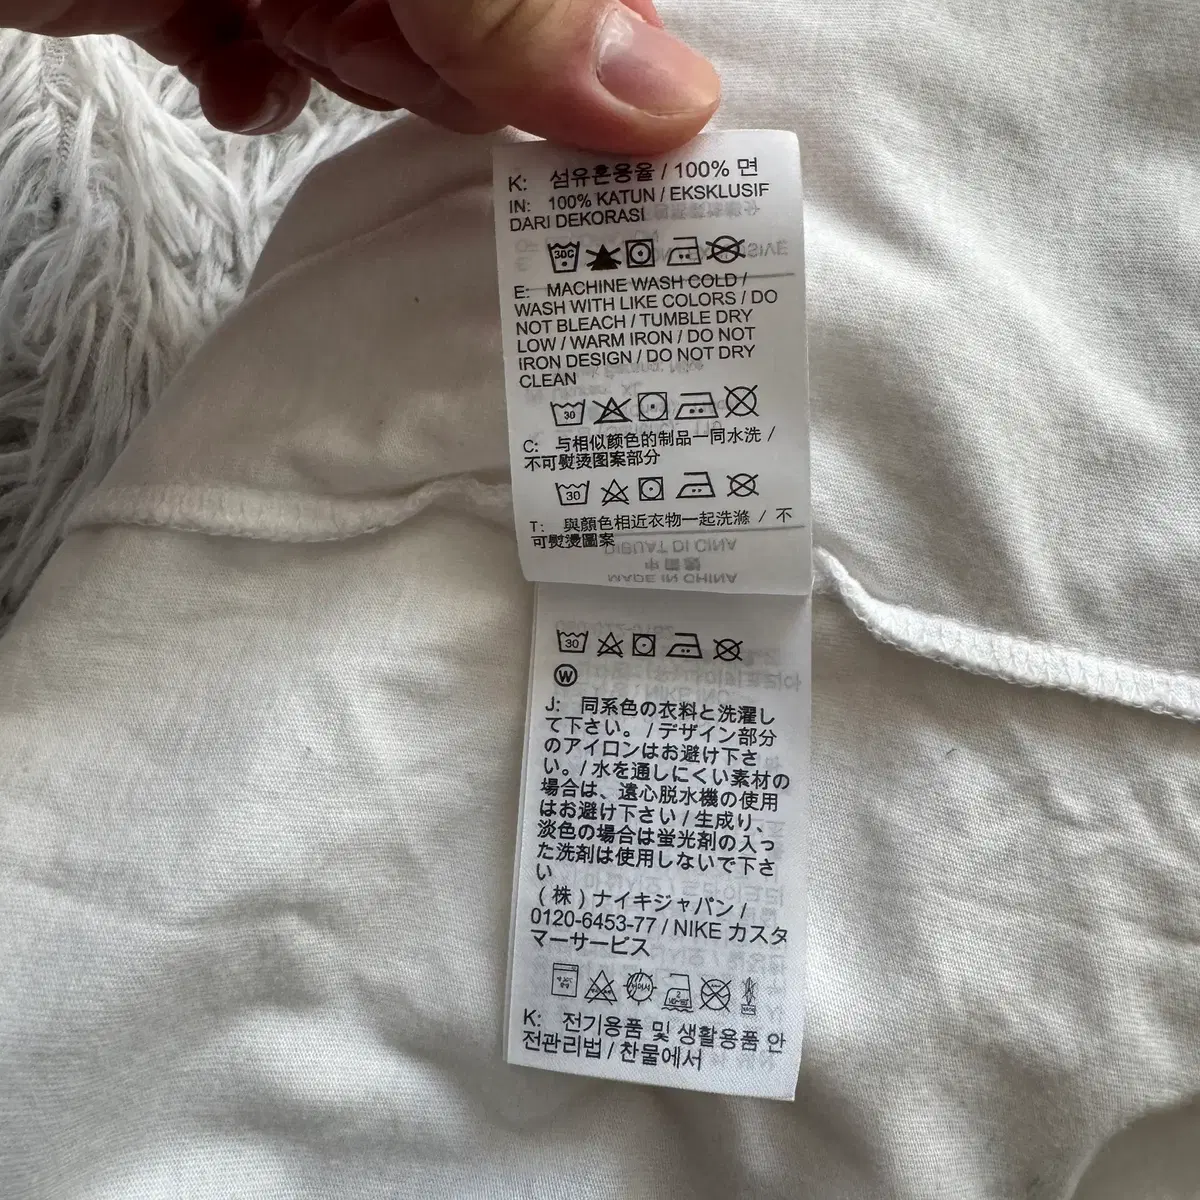 K: 섬유혼용율 / 100% 면
IN: 100% KATUN / EKSKLUSIF
DARI DEKORASI
30C
E: MACHINE WASH COLD /
WASH WITH LIKE COLORS / DO
NOT BLEACH / TUMBLE DRY
LOW / WARM IRON / DO NOT
IRON DESIGN / DO NOT DRY
CLEAN
30
C: 与相似颜色的制品一同水洗 /
不可熨烫图案部分
30
T: 與顏色相近衣物一起洗滌 / 不
可熨燙圖案
30
W
J: 同系色の衣料と洗濯し
て下さい。 / デザイン部分
のアイロンはお避け下さ
い。/ 水を通しにくい素材の
場合は、遠心脱水機の使用
はお避け下さい / 生成り、
淡色の場合は蛍光剤の入っ
た洗剤は使用しないで下さ
い
(株) ナイキジャパン /
0120-6453-77 / NIKE カスタ
マーサービス
K: 전기용품 및 생활용품 안
전관리법 / 찬물에서